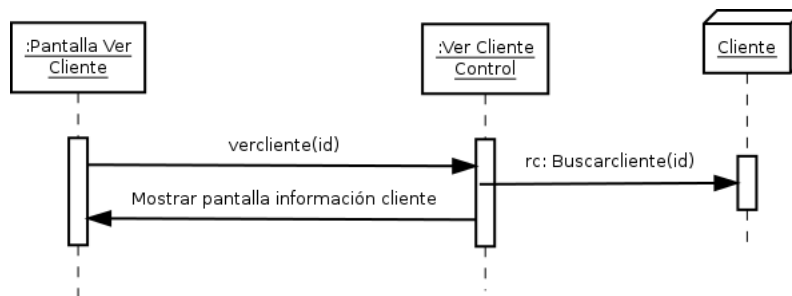 :Pantalla Ver
Cliente
:Ver Cliente
Control
Cliente
vercliente(id)
rc: Buscarcliente(id)
Mostrar pantalla información cliente